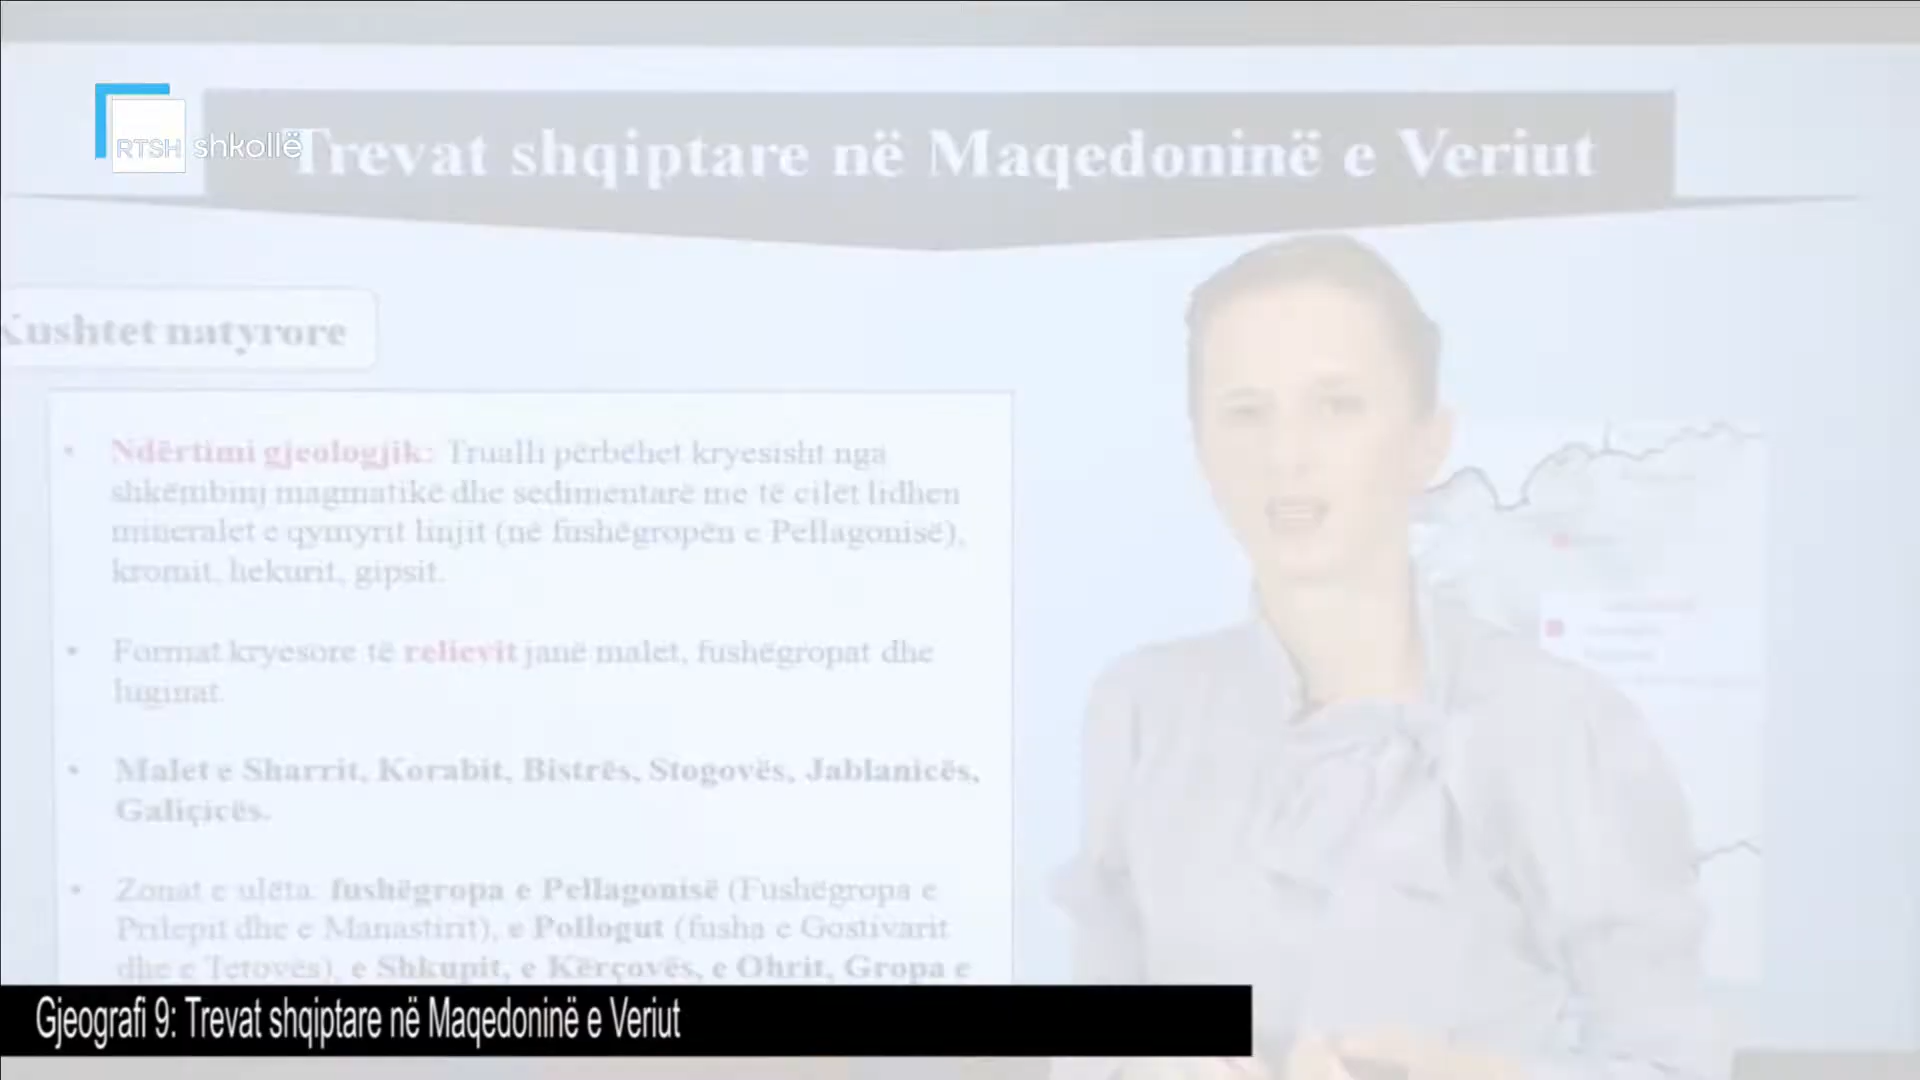 RTSH shkollë
Trevat shqiptare në Maqedoninë e Veriut
Kushtet natyrore
• Ndërtimi gjeologjik: Trualli përbëhet kryesisht nga
shkëmbinj magmatikë dhe sedimentarë me të cilët lidhen
mineralet e qymyrit linjit (në fushëgropën e Pellagonisë),
kromit, hekurit, gipsit.
• Format kryesore të relievit janë malet, fushëgropat dhe
luginat.
• Malet e Sharrit, Korabit, Bistrës, Stogovës, Jablanicës,
Galiçicës.
• Zonat e ulëta: fushëgropa e Pellagonisë (Fushëgropa e
Prilepit dhe e Manastirit), e Pollogut (fusha e Gostivarit
dhe e Tetovës), e Shkupit, e Kërçovës, e Ohrit, Gropa e
Gjeografi 9: Trevat shqiptare në Maqedoninë e Veriut